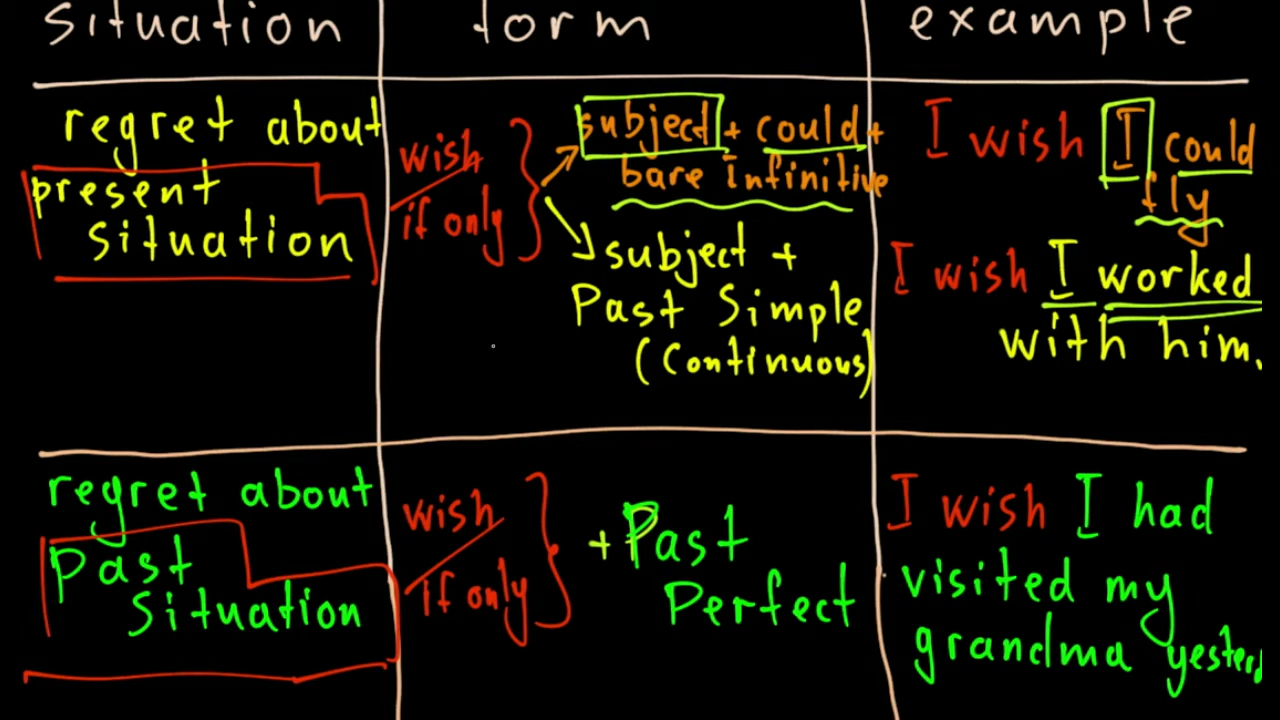 situation form example
regret about
present
situation
wish
if only
subject + could +
bare infinitive
subject +
Past Simple
(Continuous)
I wish I could
fly
I wish I worked
with him.
regret about
Past
Situation
wish
if only
+ Past
Perfect
I wish I had
visited my
grandma